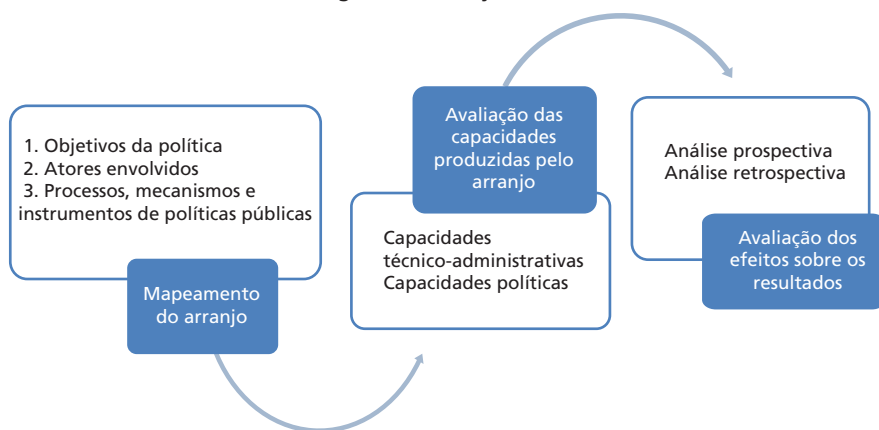 1. Objetivos da política
2. Atores envolvidos
3. Processos, mecanismos e
instrumentos de políticas públicas
Mapeamento
do arranjo
Avaliação das
capacidades
produzidas pelo
arranjo
Capacidades
técnico-administrativas
Capacidades políticas
Análise prospectiva
Análise retrospectiva
Avaliação dos
efeitos sobre os
resultados